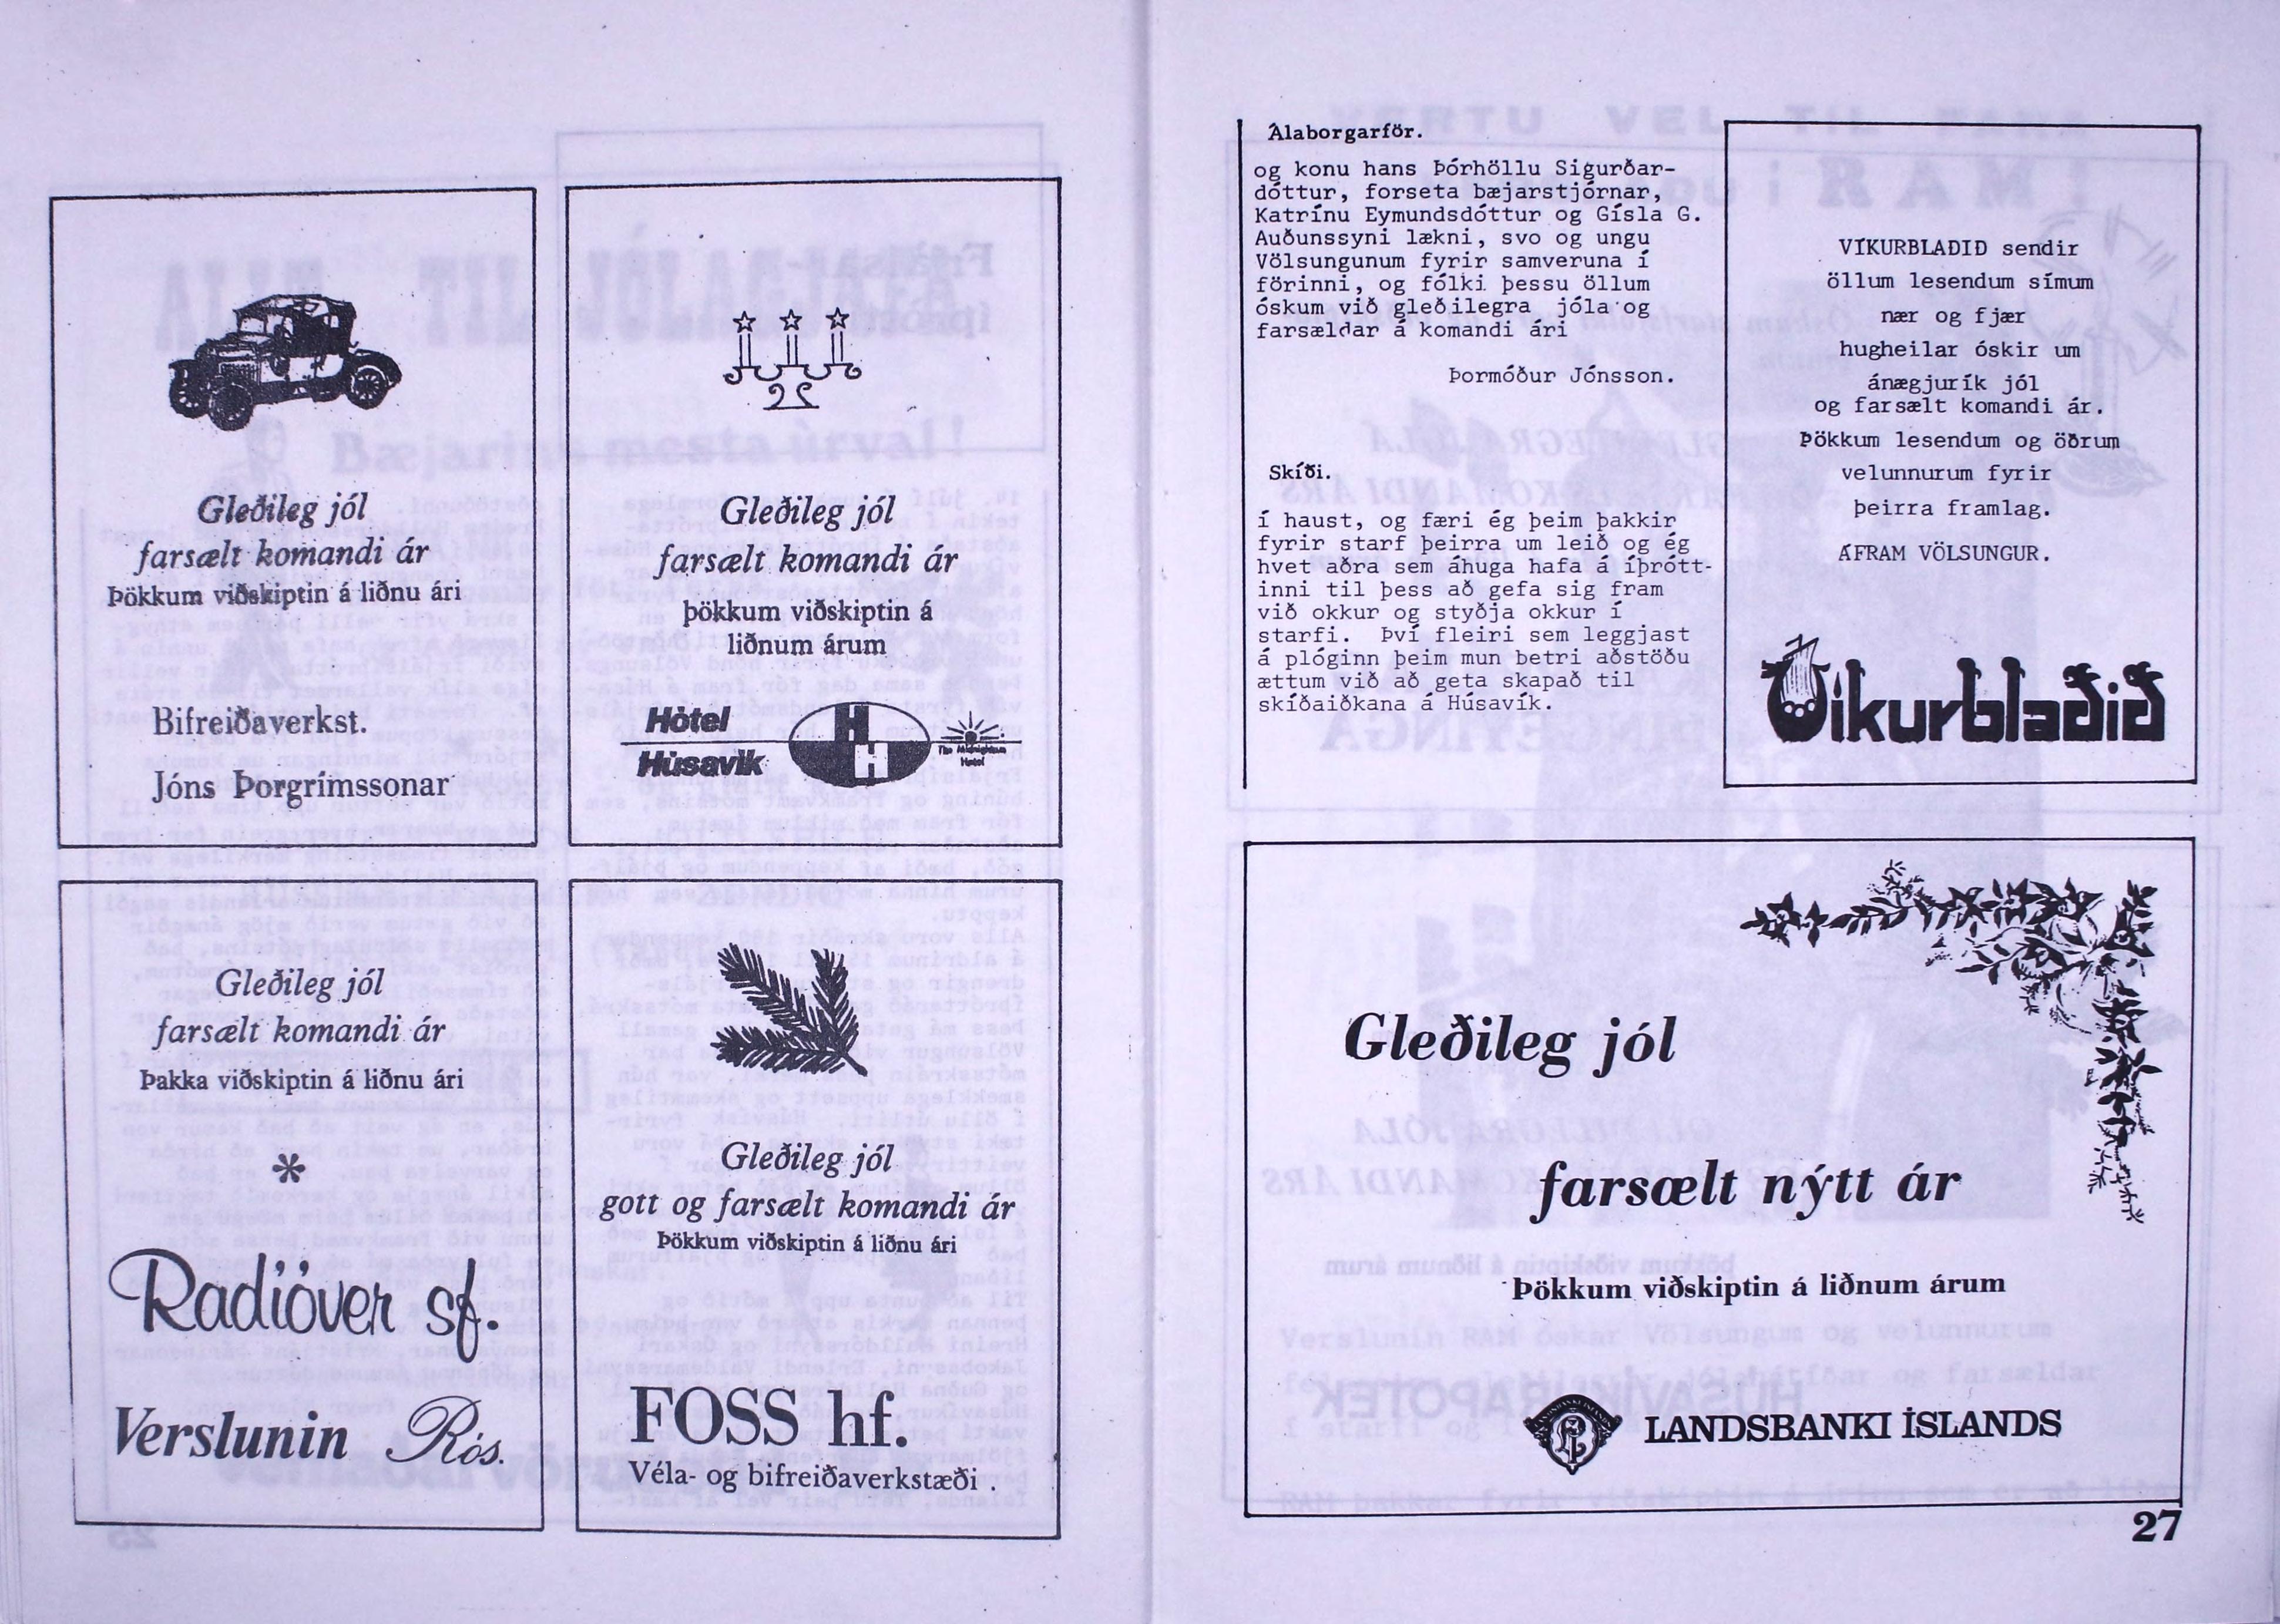 Gleðileg jól
farsælt komandi ár
Þökkum viðskiptin á liðnu ári
Bifreiðaverkst.
Jóns Þorgrímssonar
Gleðileg jól
farsælt komandi ár
þökkum viðskiptin á
liðnum árum
Hótel
Húsavík
H
H
The Midnightsun
Hotel
Gleðileg jól
farsælt komandi ár
Þakka viðskiptin á liðnu ári
*
Radíóver sf.
Verslunin Rós.
Gleðileg jól
gott og farsælt komandi ár
Þökkum viðskiptin á liðnu ári
FOSS hf.
Véla- og bifreiðaverkstæði .
Álaborgarför.
og konu hans Þórhöllu Sigurðar-
dóttur, forseta bæjarstjórnar,
Katrínu Eymundsdóttur og Gísla G.
Auðunssyni lækni, svo og ungu
Völsungunum fyrir samveruna í
förinni, og fólki þessu öllum
óskum við gleðilegra jóla og
farsældar á komandi ári
Þormóður Jónsson.
Skíði.
í haust, og færi ég þeim þakkir
fyrir starf þeirra um leið og ég
hvet aðra sem áhuga hafa á íþrótt-
inni til þess að gefa sig fram
við okkur og styðja okkur í
starfi. Því fleiri sem leggjast
á plóginn þeim mun betri aðstöðu
ættum við að geta skapað til
skíðaiðkana á Húsavík.
VÍKURBLAÐIÐ sendir
öllum lesendum símum
nær og fjær
hugheilar óskir um
ánægjurík jól
og farsælt komandi ár.
Þökkum lesendum og öðrum
velunnurum fyrir
þeirra framlag.
ÁFRAM VÖLSUNGUR.
Víkurblaðið
Gleðileg jól
farsælt nýtt ár
Þökkum viðskiptin á liðnum árum
LANDSBANKI ÍSLANDS
27